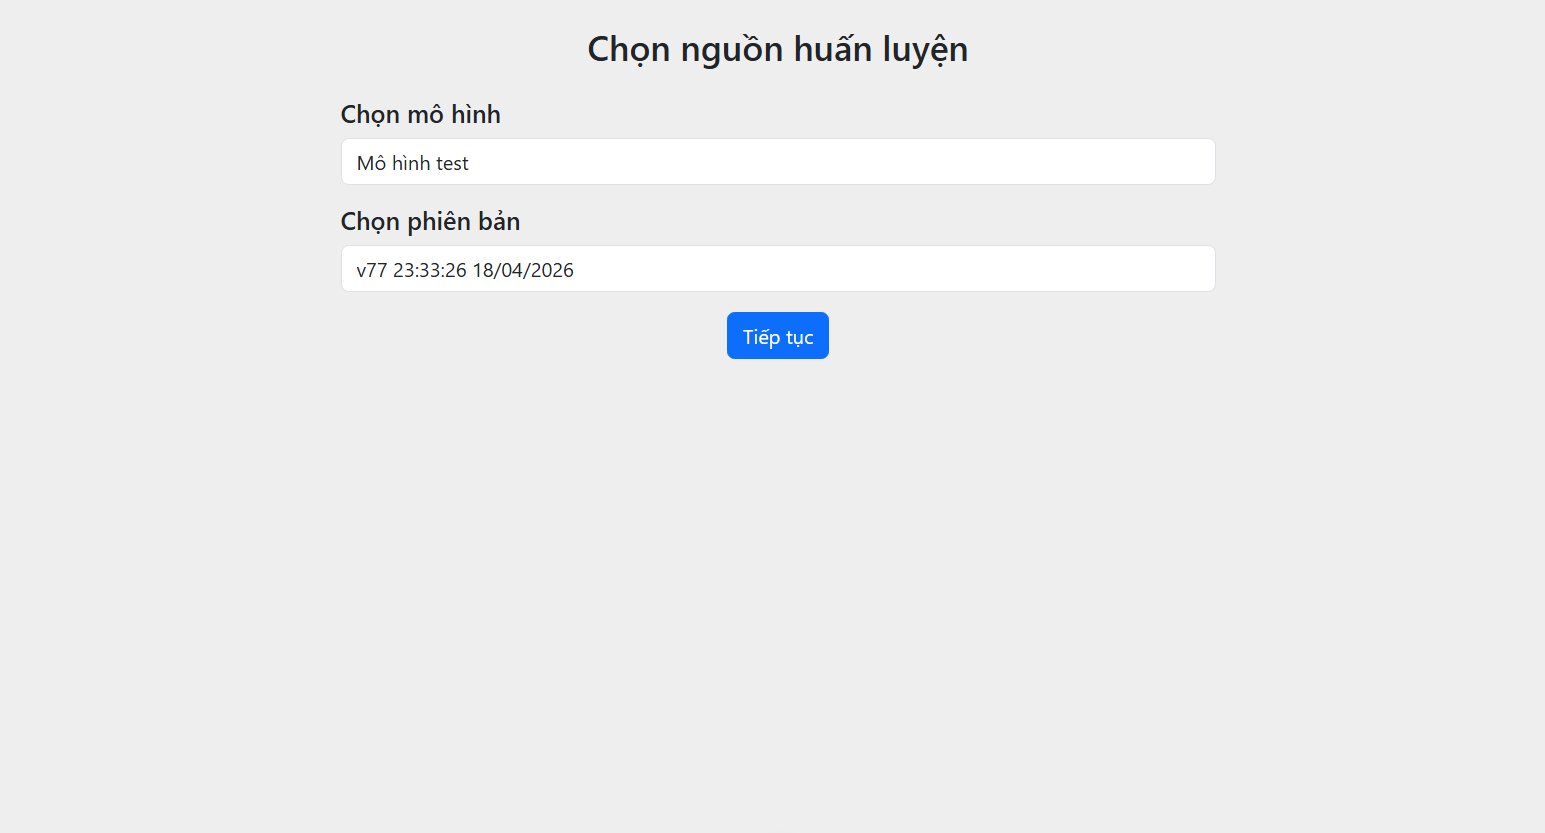 Chọn nguồn huấn luyện
Chọn mô hình
Mô hình test
Chọn phiên bản
v77 23:33:26 18/04/2026
Tiếp tục